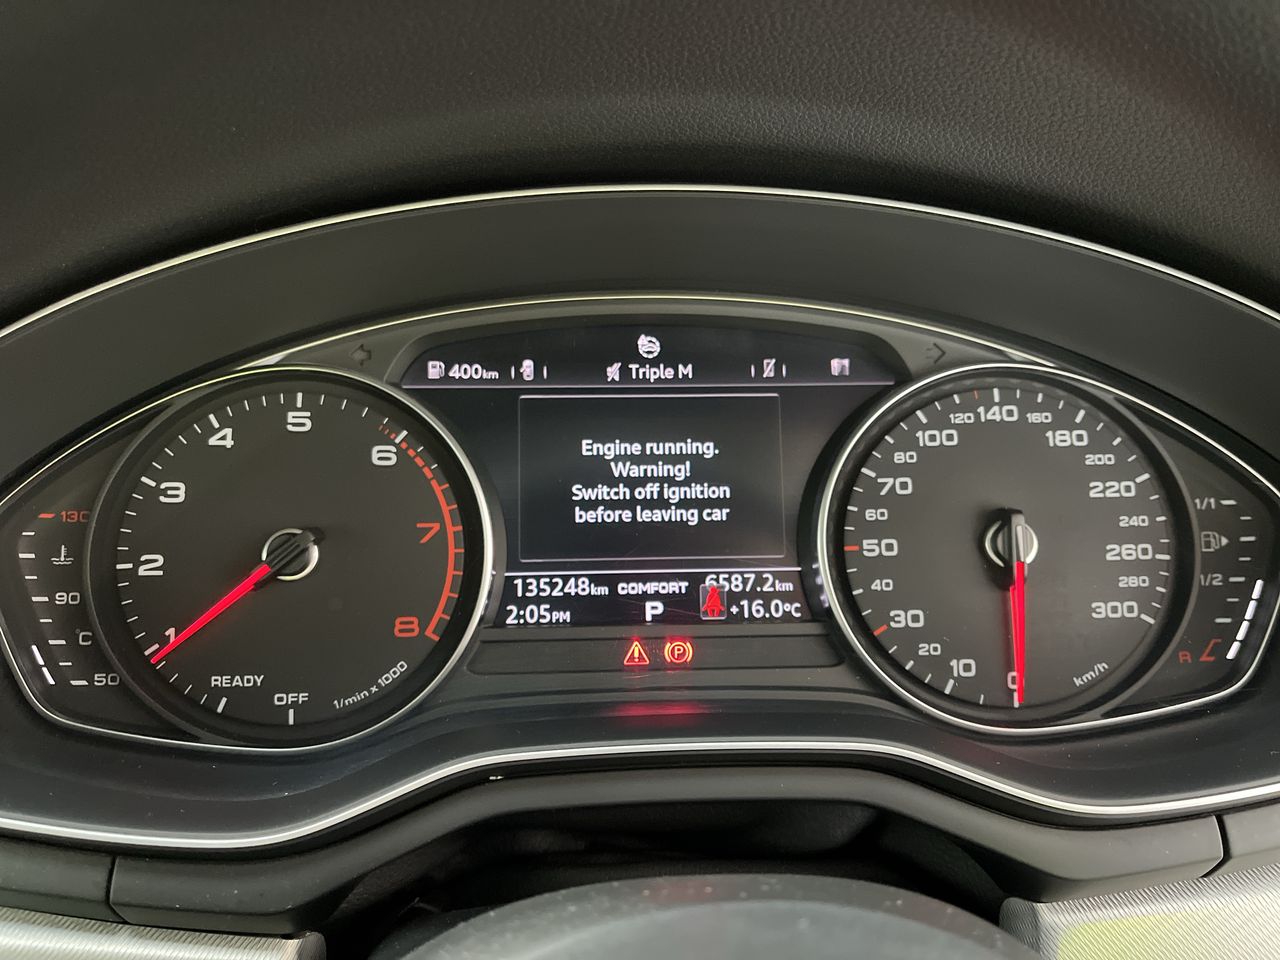 400km
Triple M
Engine running.
Warning!
Switch off ignition
before leaving car
135248km COMFORT 6587.2km
2:05PM P +16.0°C
P
130
90
°C
50
1
2
3
4
5
6
7
8
READY
OFF
1/min x 1000
0
10
20
30
40
50
60
70
80
100
120
140
160
180
200
220
240
260
280
300
km/h
1/1
1/2
R